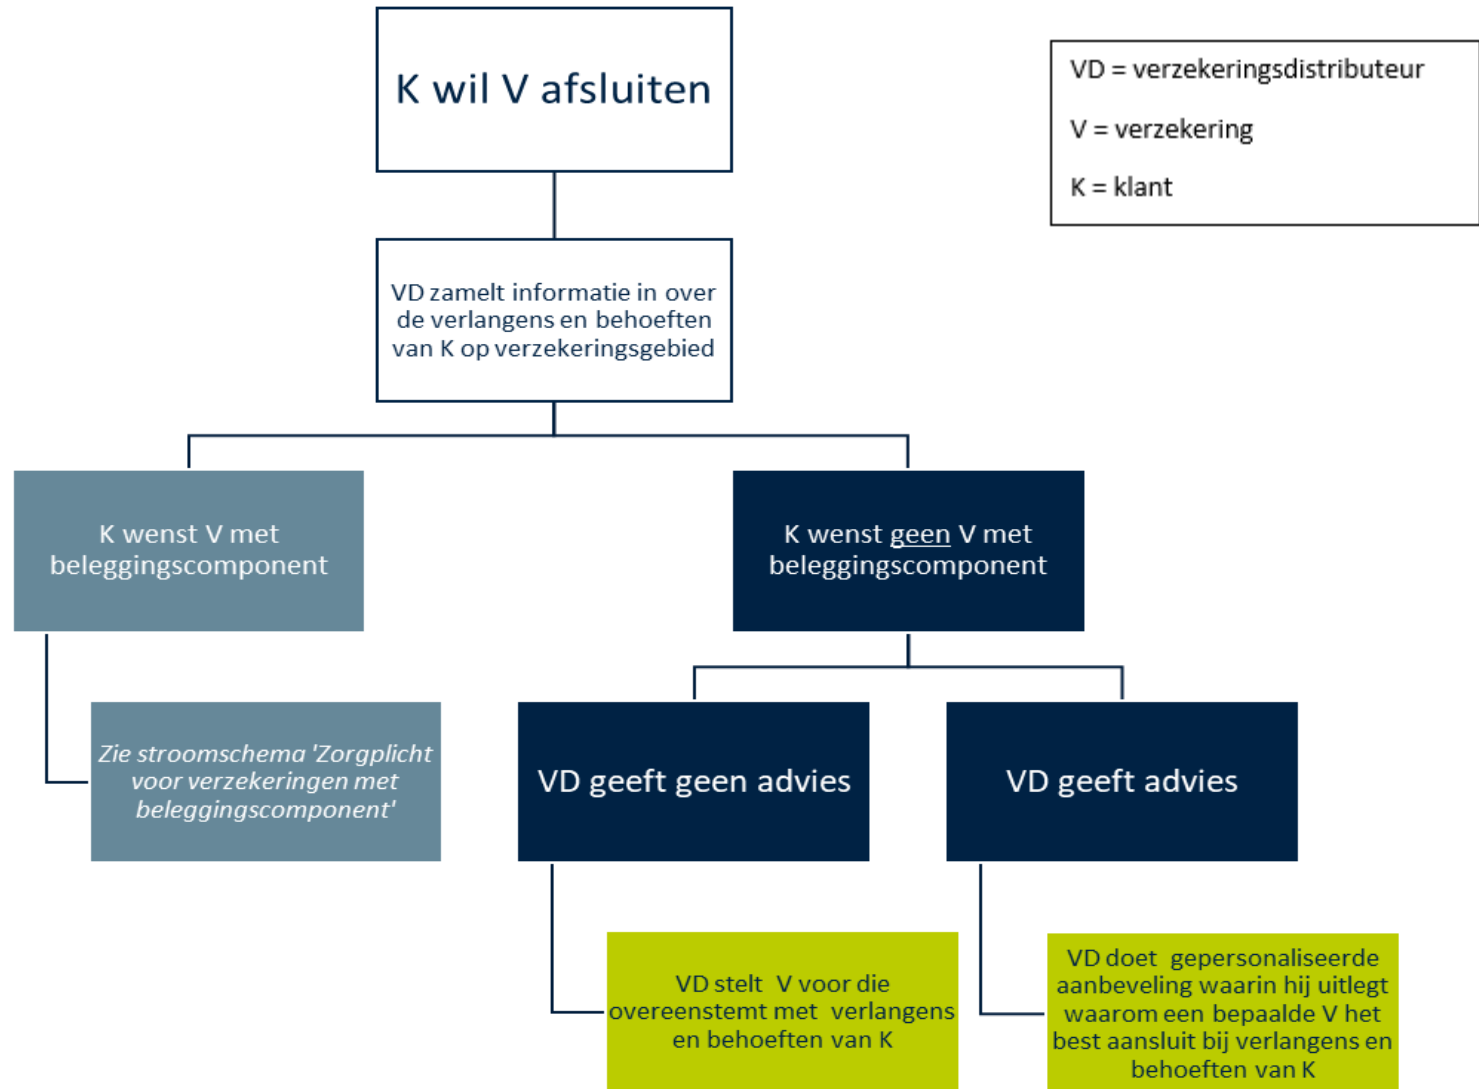 K wil V afsluiten
VD = verzekeringsdistributeur
V = verzekering
K = klant
VD zamelt informatie in over
de verlangens en behoeften
van K op verzekeringsgebied
K wenst V met
beleggingscomponent
K wenst geen V met
beleggingscomponent
Zie stroomschema 'Zorgplicht
voor verzekeringen met
beleggingscomponent'
VD geeft geen advies
VD geeft advies
VD stelt V voor die
overeenstemt met verlangens
en behoeften van K
VD doet gepersonaliseerde
aanbeveling waarin hij uitlegt
waarom een bepaalde V het
best aansluit bij verlangens en
behoeften van K